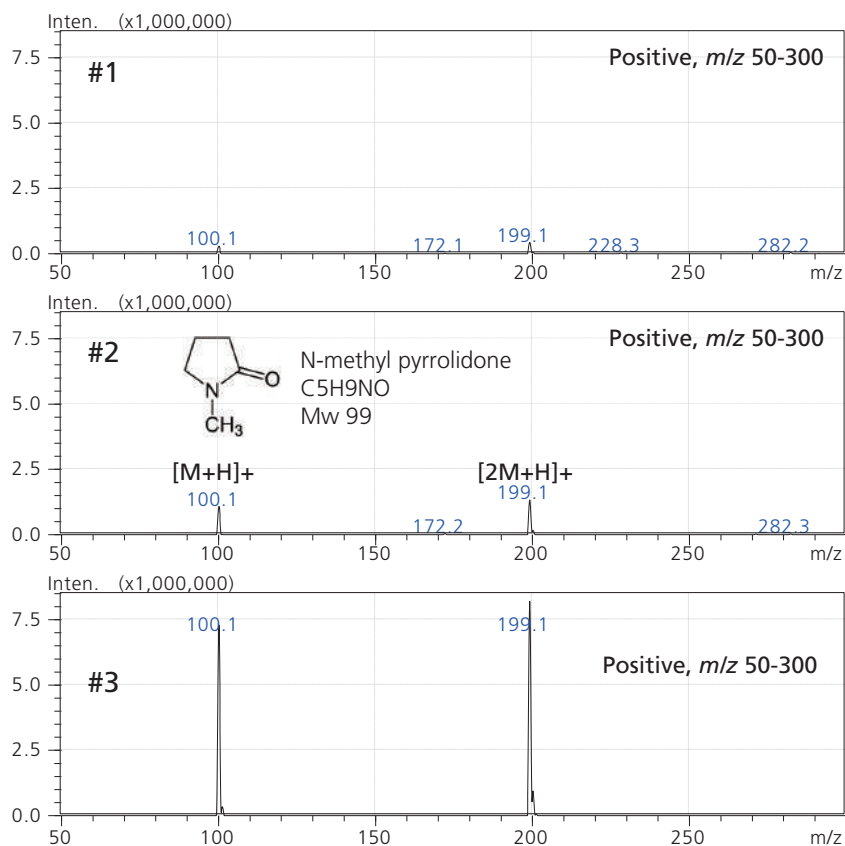 Inten. (x1,000,000)
7.5
#1
Positive, m/z 50-300
5.0
2.5
100.1
172.1
199.1
228.3
282.2
0.0
50 100 150 200 250 m/z
Inten. (x1,000,000)
7.5
#2
Positive, m/z 50-300
O
N
CH3
N-methyl pyrrolidone
C5H9NO
Mw 99
5.0
2.5
[M+H]+
[2M+H]+
100.1
199.1
172.2
282.3
0.0
50 100 150 200 250 m/z
Inten. (x1,000,000)
7.5
100.1
199.1
#3
Positive, m/z 50-300
5.0
2.5
0.0
50 100 150 200 250 m/z